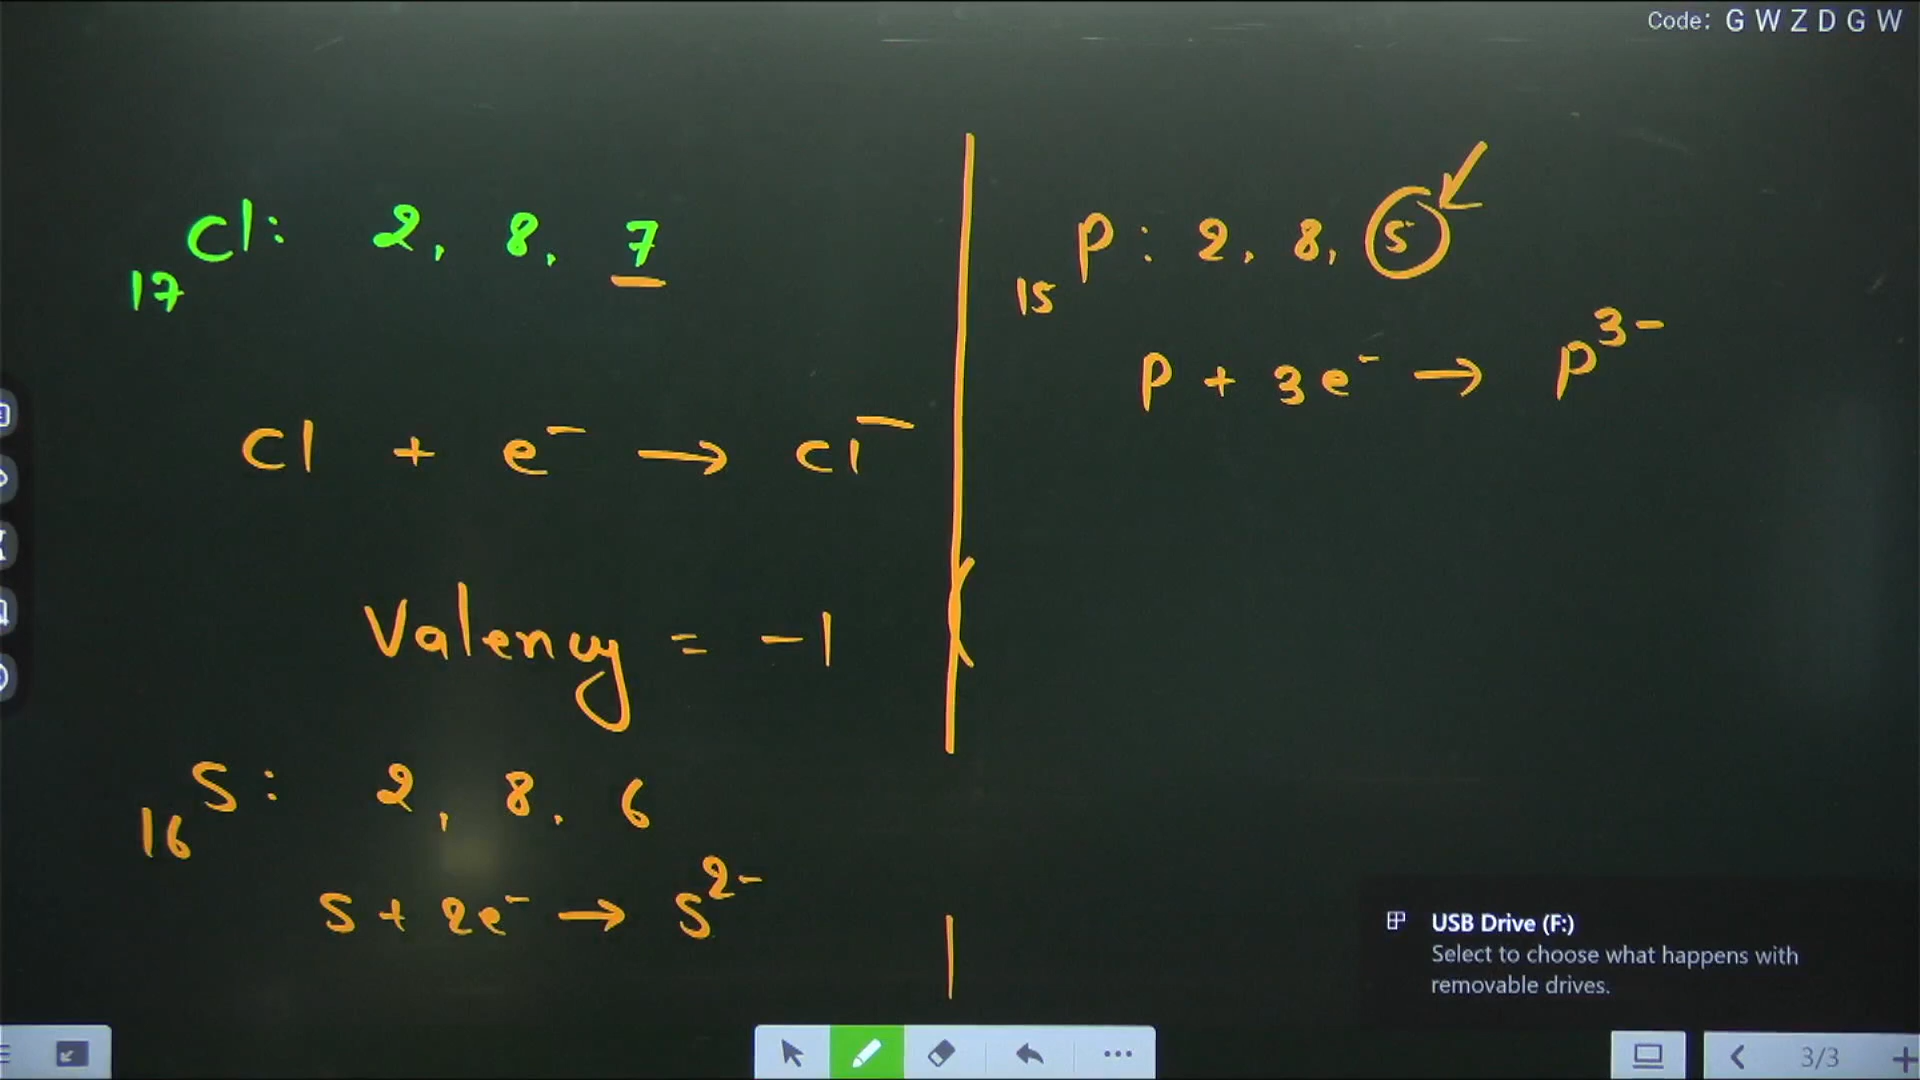 Code: G W Z D G W
17Cl: 2, 8, 7
Cl + e⁻ → Cl⁻
Valency = -1
16S: 2, 8, 6
S + 2e⁻ → S²⁻
15P: 2, 8, 5
P + 3e⁻ → P³⁻
USB Drive (F:)
Select to choose what happens with
removable drives.
3/3